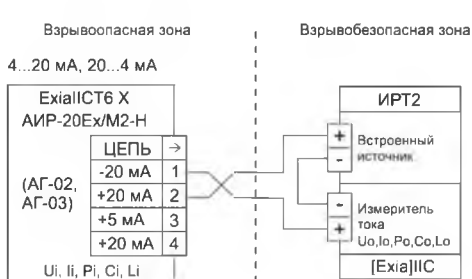 Взрывоопасная зона
Взрывобезопасная зона
4...20 мА, 20...4 мА
ExiaIICT6 X
АИР-20Ex/М2-Н
(АГ-02,
АГ-03)
ЦЕПЬ →
-20 мА 1
+20 мА 2
+5 мА 3
+20 мА 4
Ui, Ii, Pi, Ci, Li
ИРТ2
+
-
Встроенный
источник
-
+
Измеритель
тока
Uo,Io,Po,Co,Lo
[Exia]IIC